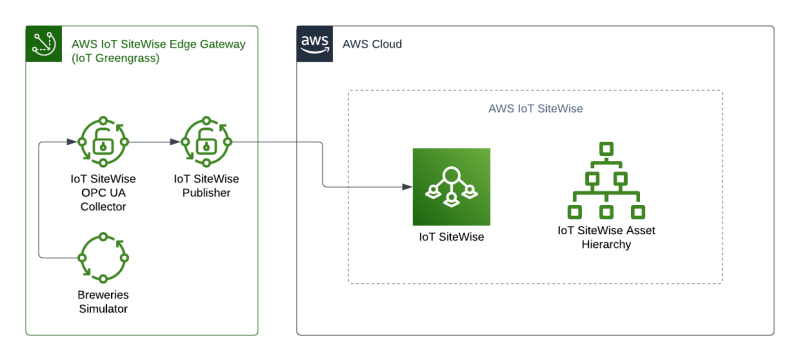 AWS IoT SiteWise Edge Gateway
(IoT Greengrass)
aws
AWS Cloud
AWS IoT SiteWise
IoT SiteWise
OPC UA
Collector
IoT SiteWise
Publisher
IoT SiteWise
IoT SiteWise Asset
Hierarchy
Breweries
Simulator